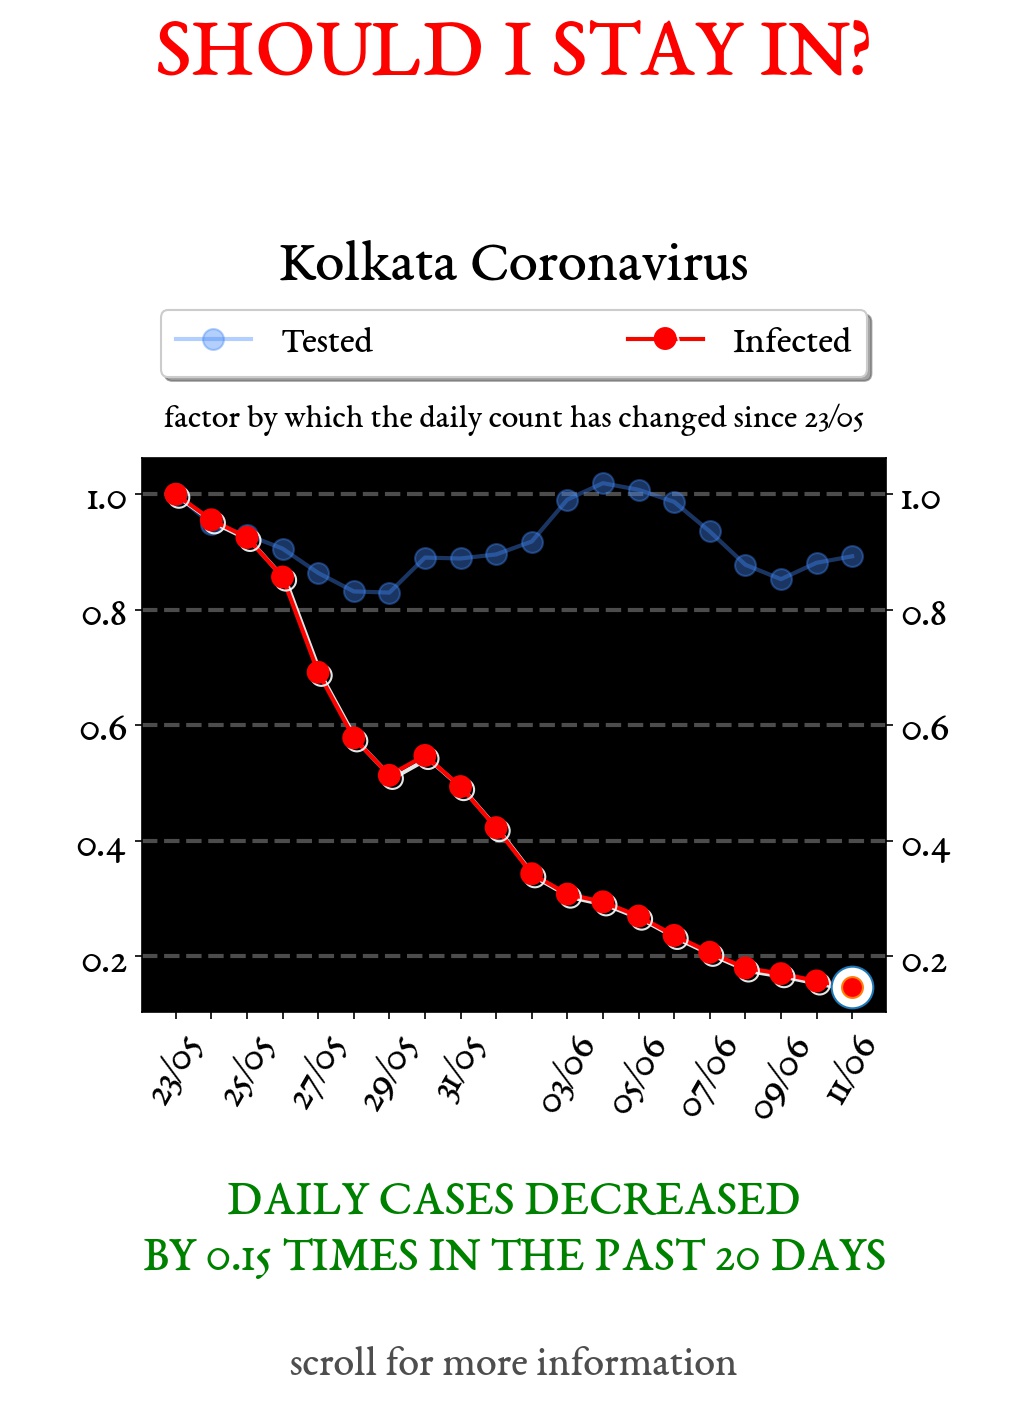 SHOULD I STAY IN?
Kolkata Coronavirus
Tested Infected
factor by which the daily count has changed since 23/05
1.0 1.0
0.8 0.8
0.6 0.6
0.4 0.4
0.2 0.2
23/05 25/05 27/05 29/05 31/05 03/06 05/06 07/06 09/06 11/06
DAILY CASES DECREASED
BY 0.15 TIMES IN THE PAST 20 DAYS
scroll for more information